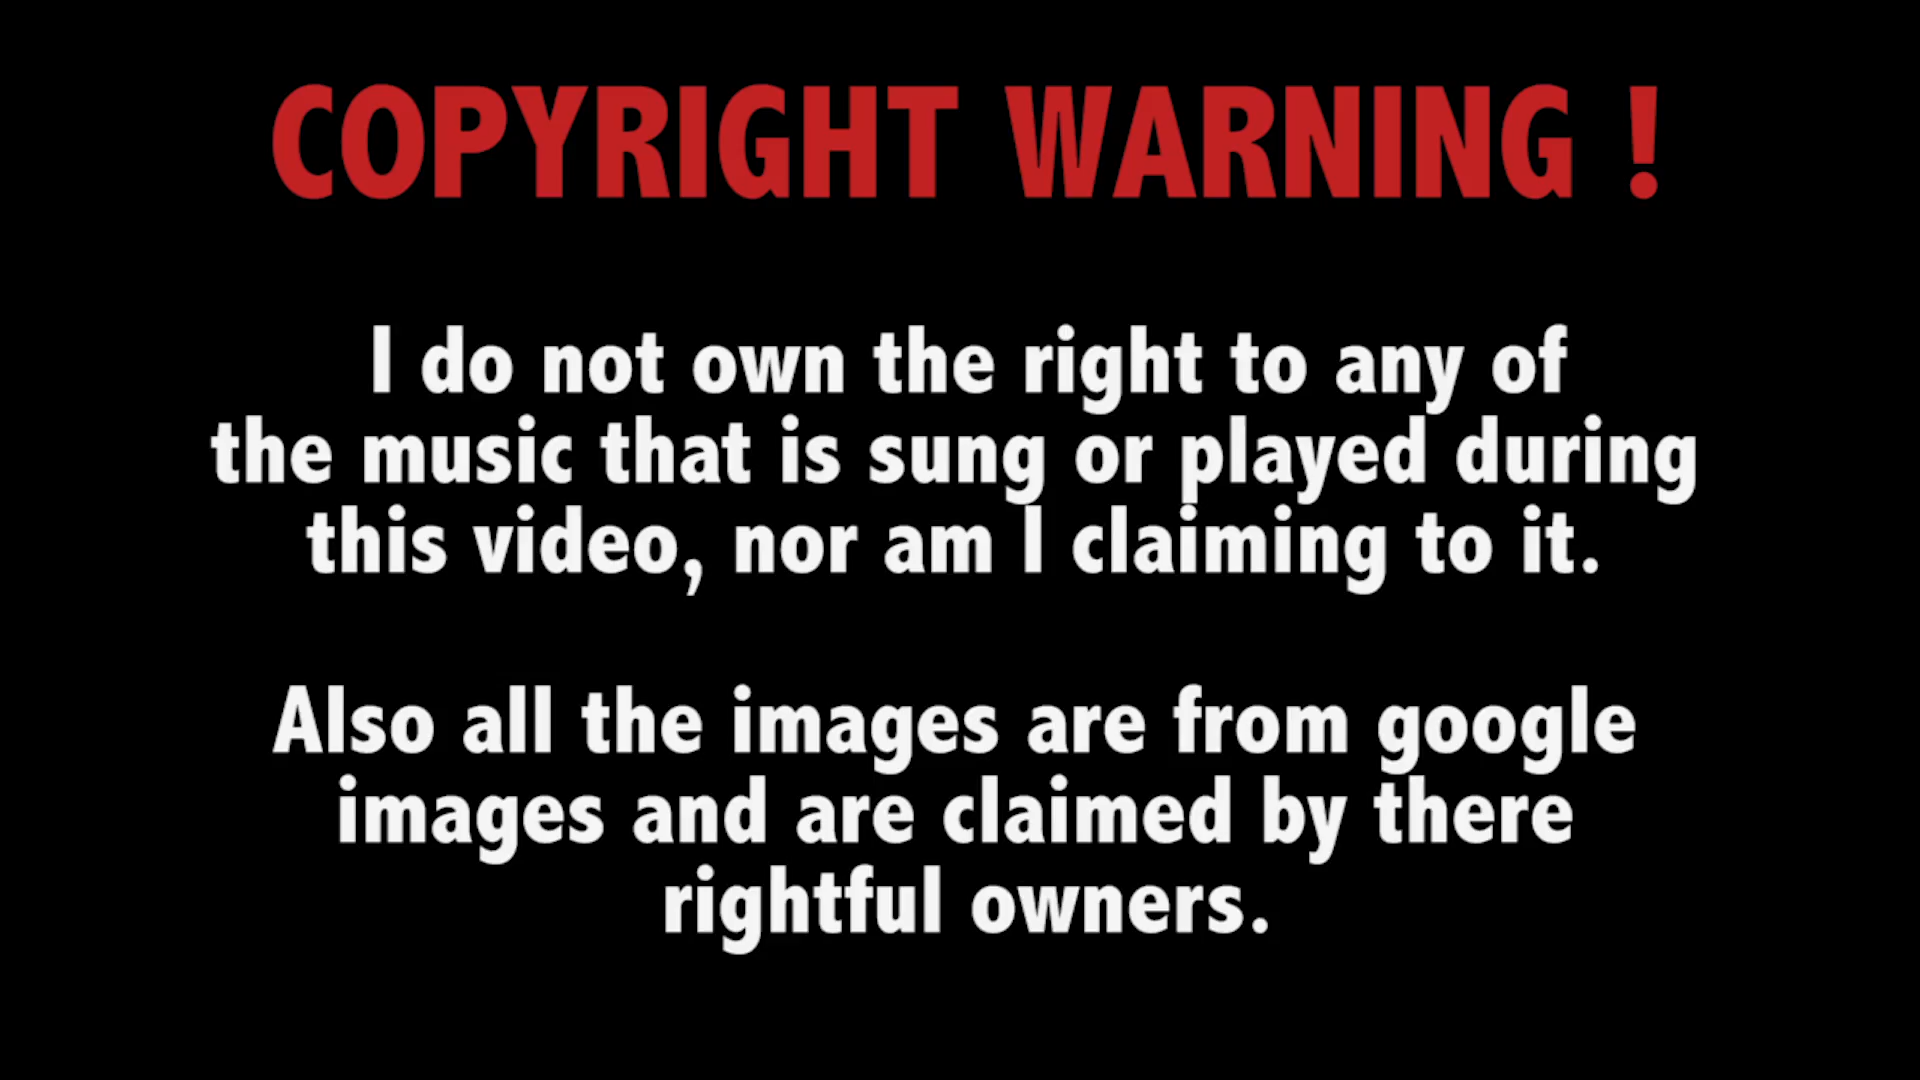 COPYRIGHT WARNING !
I do not own the right to any of
the music that is sung or played during
this video, nor am I claiming to it.
Also all the images are from google
images and are claimed by there
rightful owners.